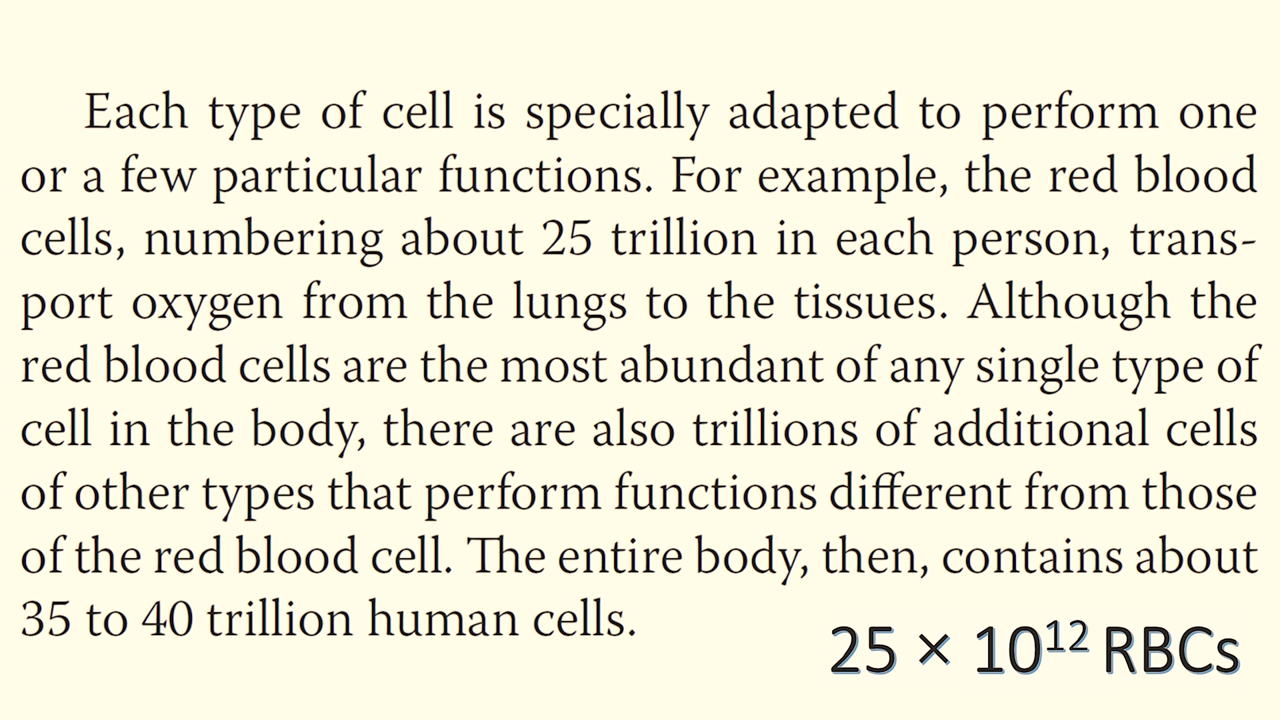 Each type of cell is specially adapted to perform one
or a few particular functions. For example, the red blood
cells, numbering about 25 trillion in each person, trans-
port oxygen from the lungs to the tissues. Although the
red blood cells are the most abundant of any single type of
cell in the body, there are also trillions of additional cells
of other types that perform functions different from those
of the red blood cell. The entire body, then, contains about
35 to 40 trillion human cells.
25 × 10¹² RBCs